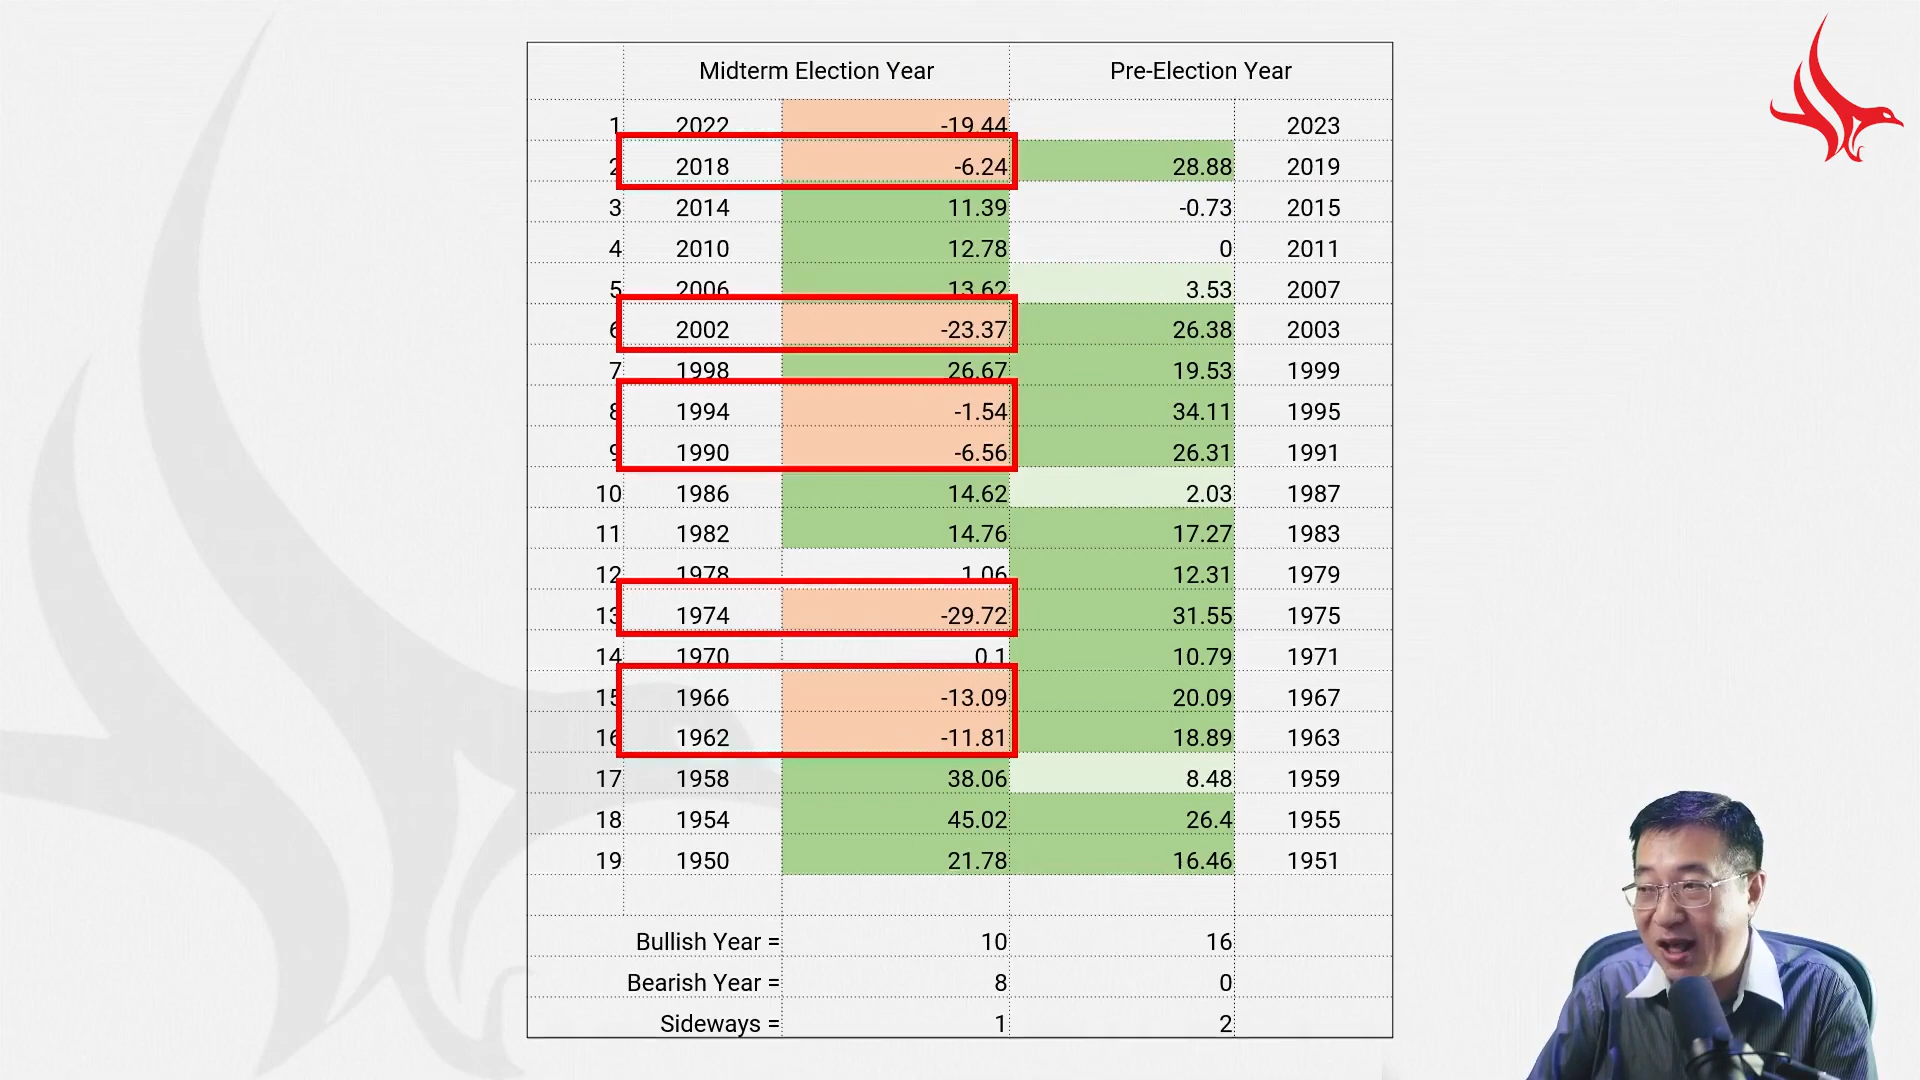 Midterm Election Year Pre-Election Year
1 2022 -19.44 2023
2 2018 -6.24 28.88 2019
3 2014 11.39 -0.73 2015
4 2010 12.78 0 2011
5 2006 13.62 3.53 2007
6 2002 -23.37 26.38 2003
7 1998 26.67 19.53 1999
8 1994 -1.54 34.11 1995
9 1990 -6.56 26.31 1991
10 1986 14.62 2.03 1987
11 1982 14.76 17.27 1983
12 1978 1.06 12.31 1979
13 1974 -29.72 31.55 1975
14 1970 0.1 10.79 1971
15 1966 -13.09 20.09 1967
16 1962 -11.81 18.89 1963
17 1958 38.06 8.48 1959
18 1954 45.02 26.4 1955
19 1950 21.78 16.46 1951
Bullish Year = 10 16
Bearish Year = 8 0
Sideways = 1 2